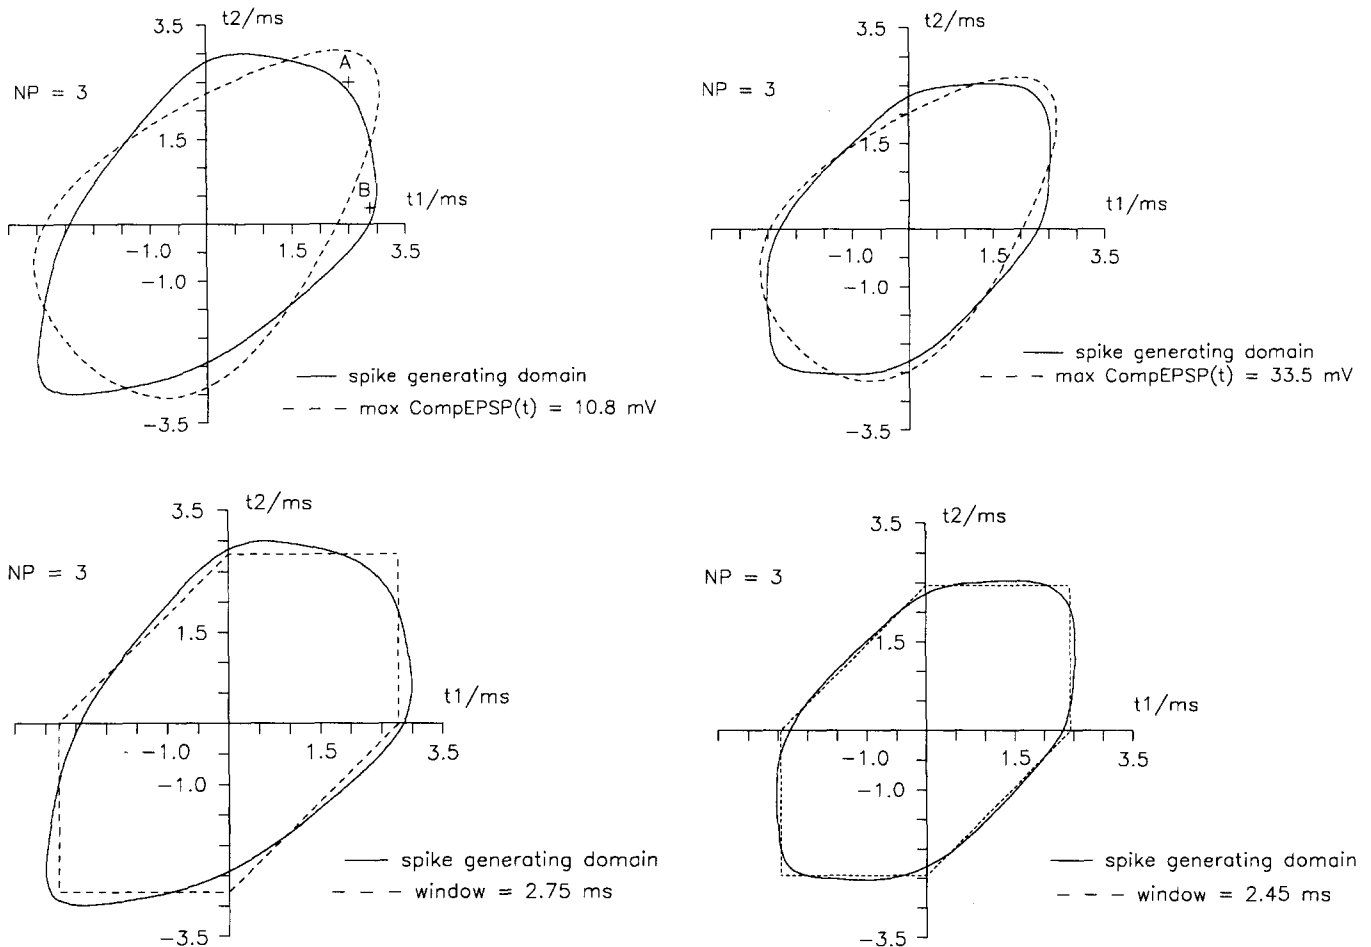 3.5 t2/ms
NP = 3
A
1.5
B
t1/ms
-1.0 1.5 3.5
-1.0
spike generating domain
max CompEPSP(t) = 10.8 mV
-3.5
3.5 t2/ms
NP = 3
1.5
t1/ms
-1.0 1.5 3.5
-1.0
spike generating domain
max CompEPSP(t) = 33.5 mV
-3.5
3.5 t2/ms
NP = 3
1.5
t1/ms
-1.0 1.5 3.5
-1.0
spike generating domain
window = 2.75 ms
-3.5
3.5 t2/ms
NP = 3
1.5
t1/ms
-1.0 1.5 3.5
-1.0
spike generating domain
window = 2.45 ms
-3.5